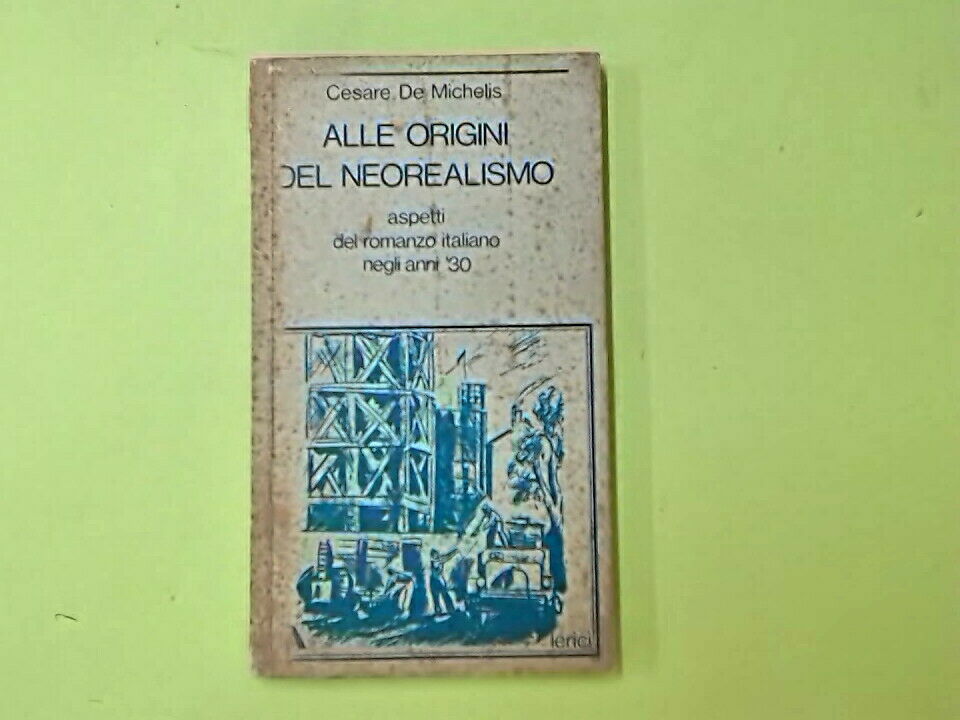 Cesare De Michelis
ALLE ORIGINI
DEL NEOREALISMO
aspetti
del romanzo italiano
negli anni '30
lerici